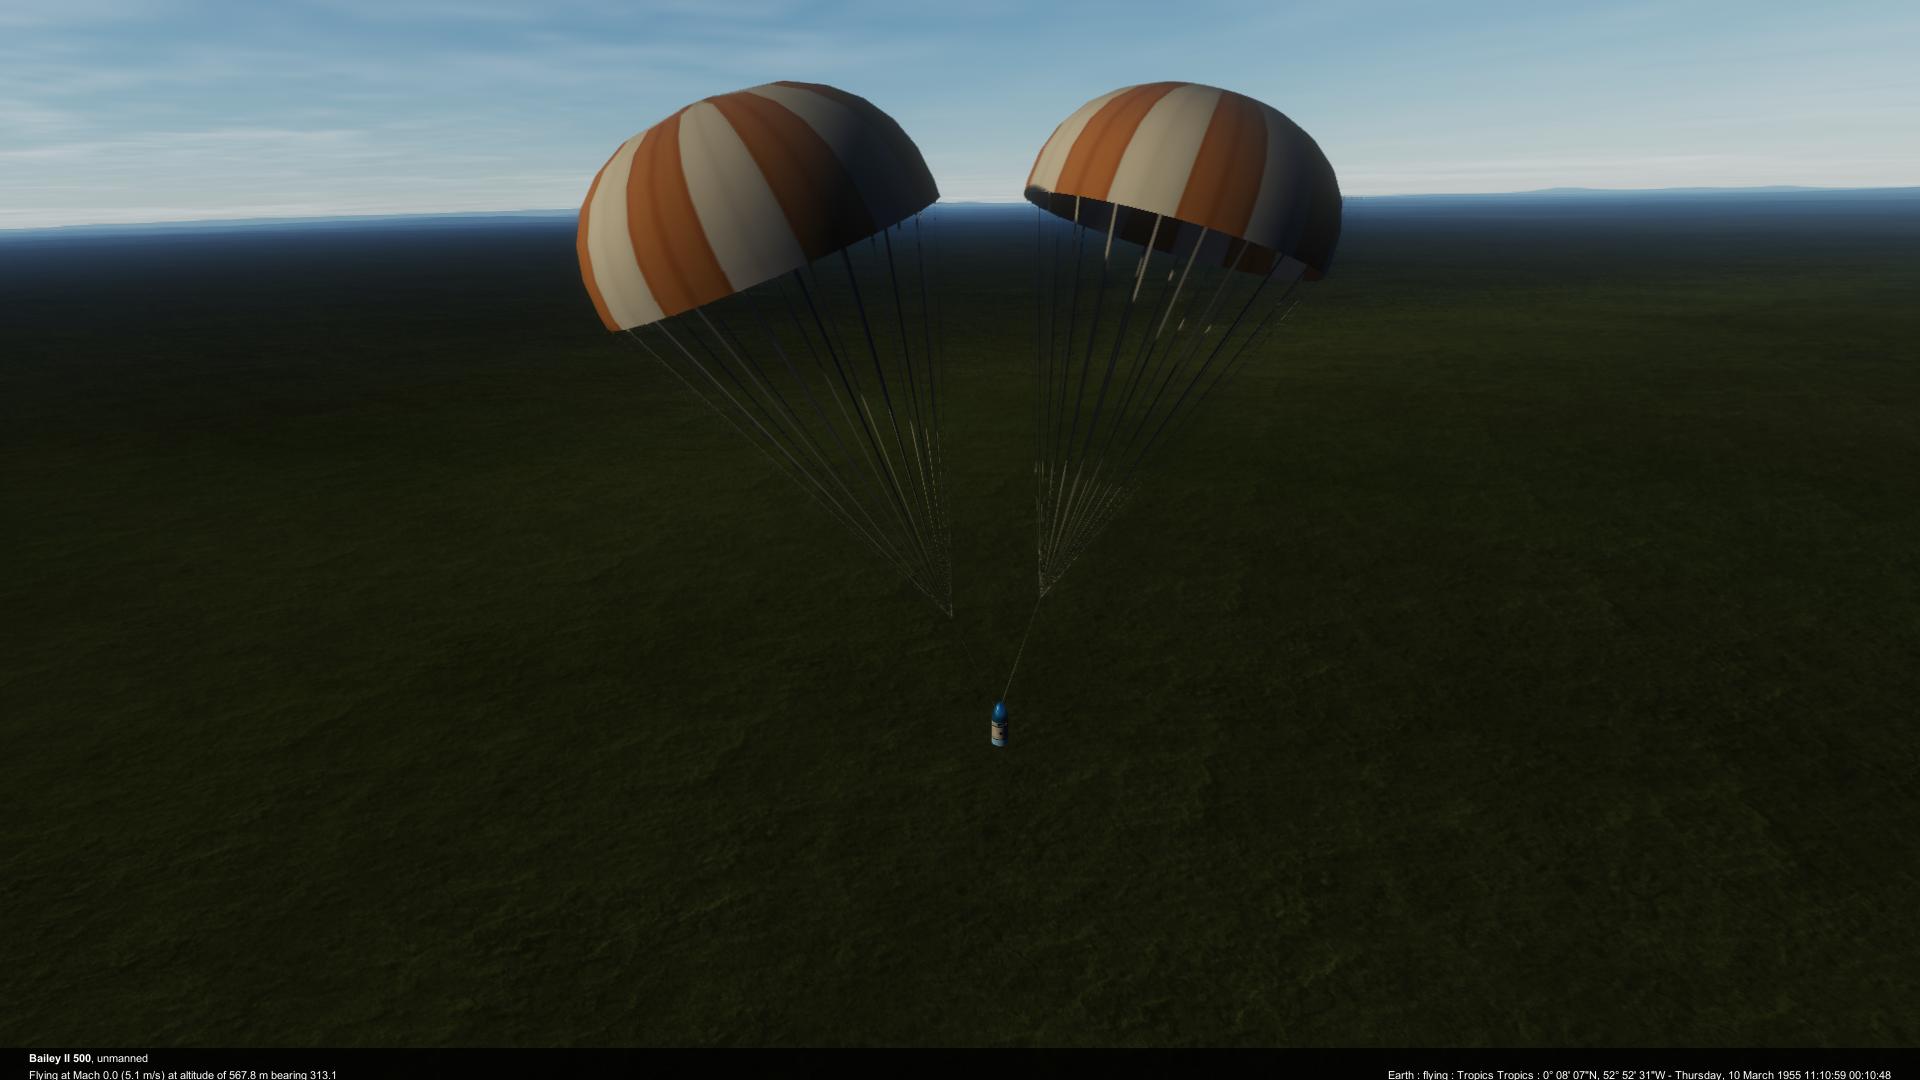 Bailey II 500, unmanned
Flying at Mach 0.0 (5.1 m/s) at altitude of 567.8 m bearing 313.1
Earth : flying : Tropics Tropics : 0° 08' 07"N, 52° 52' 31"W - Thursday, 10 March 1955 11:10:59 00:10:48